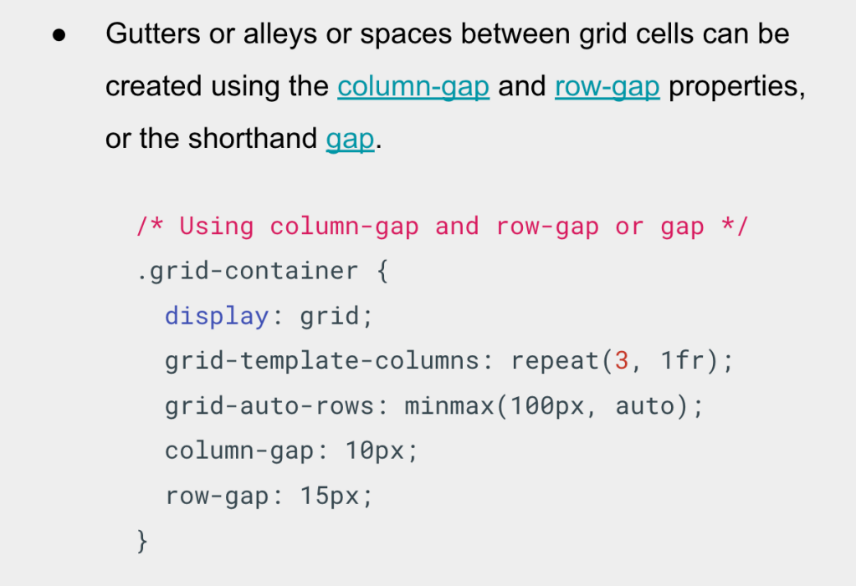 ● Gutters or alleys or spaces between grid cells can be
created using the column-gap and row-gap properties,
or the shorthand gap.
/* Using column-gap and row-gap or gap */
.grid-container {
  display: grid;
  grid-template-columns: repeat(3, 1fr);
  grid-auto-rows: minmax(100px, auto);
  column-gap: 10px;
  row-gap: 15px;
}